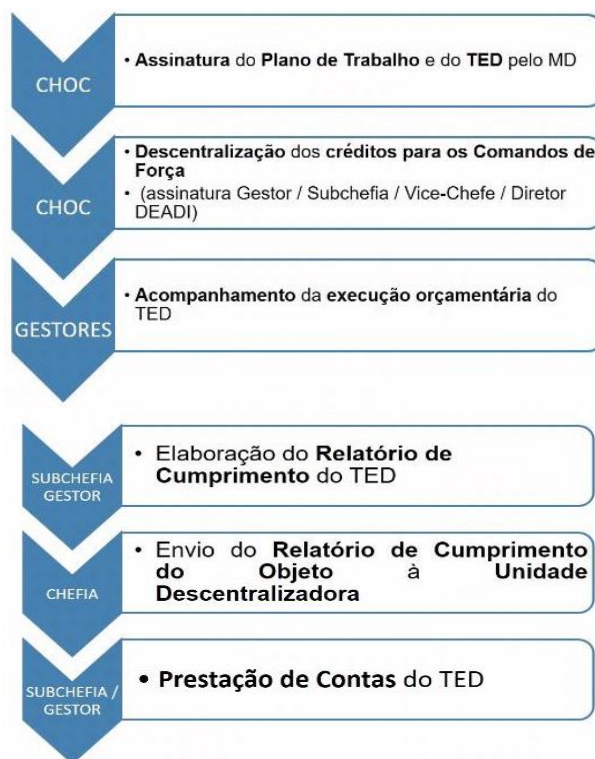 CHOC
• Assinatura do Plano de Trabalho e do TED pelo MD
CHOC
• Descentralização dos créditos para os Comandos de
Força
• (assinatura Gestor / Subchefia / Vice-Chefe / Diretor
DEADI)
GESTORES
• Acompanhamento da execução orçamentária do
TED
SUBCHEFIA
GESTOR
• Elaboração do Relatório de
Cumprimento do TED
CHEFIA
• Envio do Relatório de Cumprimento
do Objeto à Unidade
Descentralizadora
SUBCHEFIA /
GESTOR
• Prestação de Contas do TED